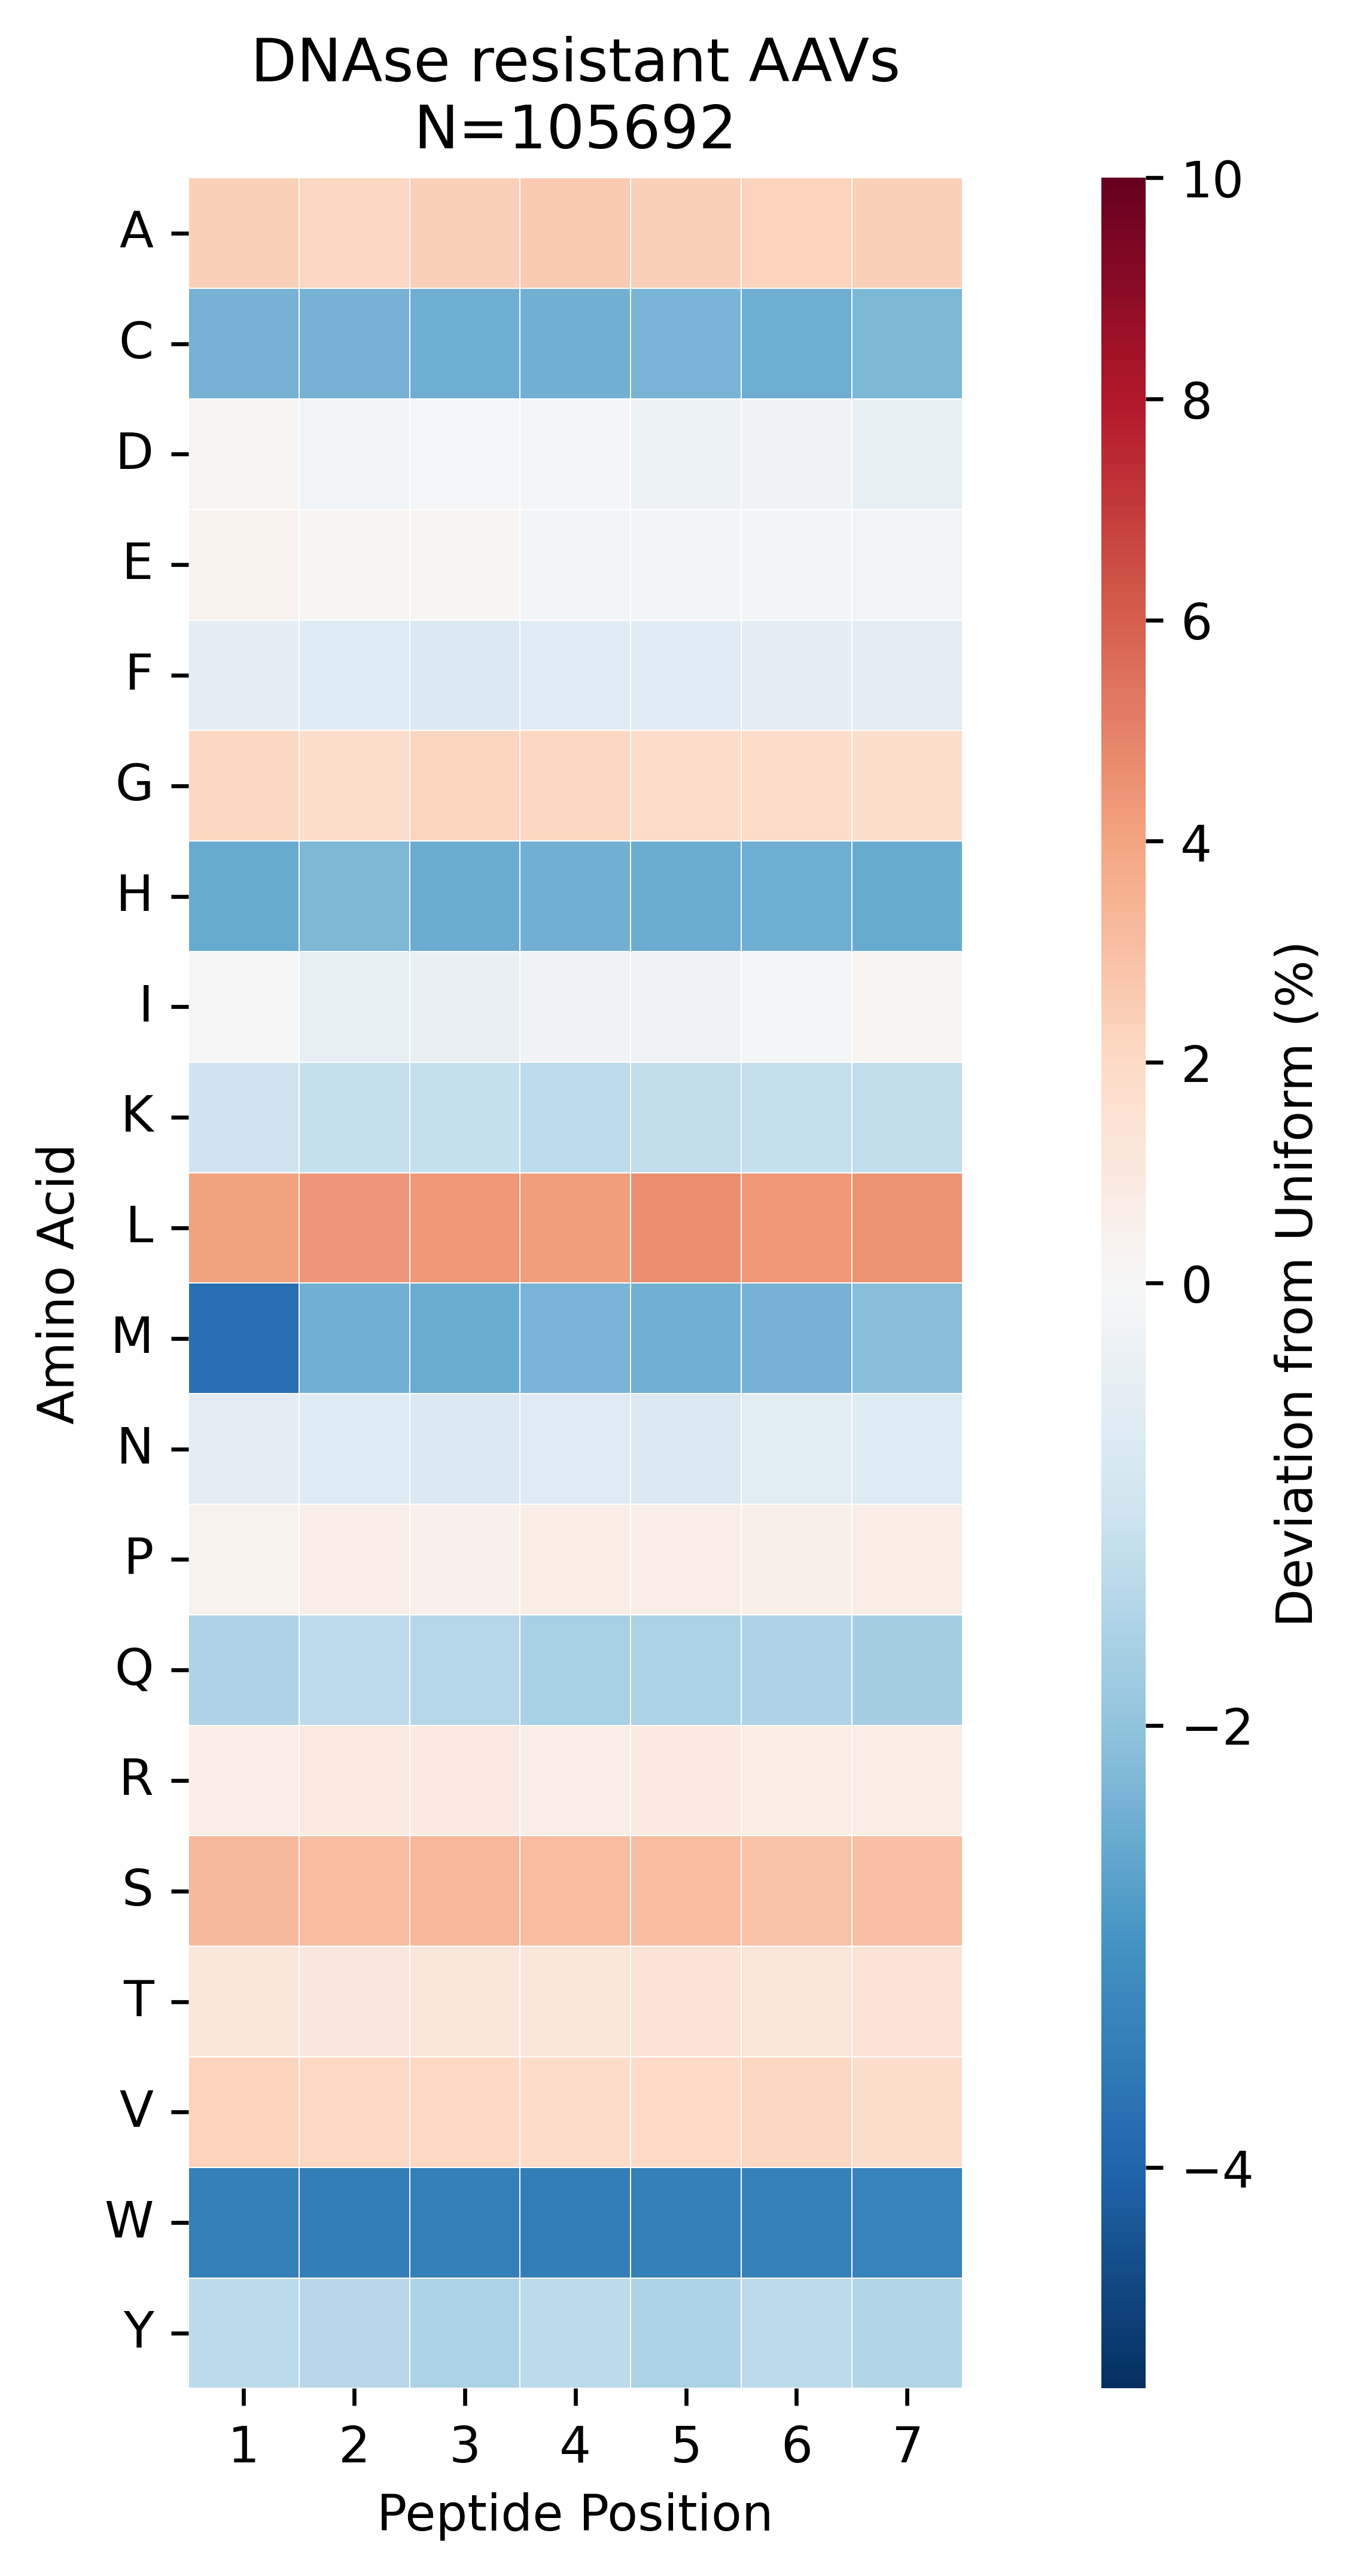 DNAse resistant AAVs
N=105692
Amino Acid
A
C
D
E
F
G
H
I
K
L
M
N
P
Q
R
S
T
V
W
Y
1 2 3 4 5 6 7
Peptide Position
10
8
6
4
2
0
−2
−4
Deviation from Uniform (%)